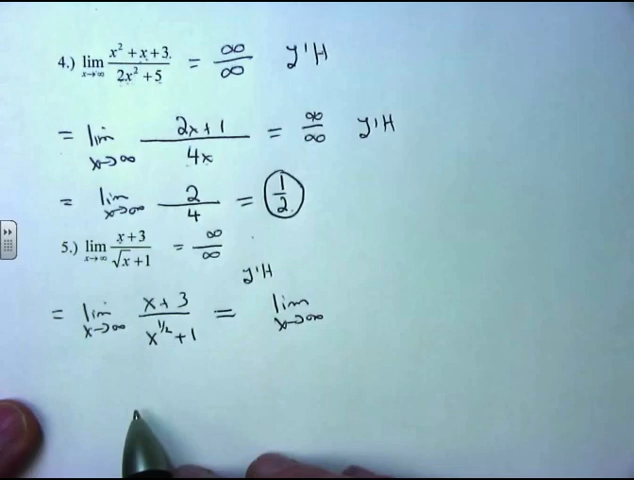 4.) lim x→∞ x² + x + 3 / 2x² + 5 = ∞/∞ L'H
= lim x→∞ 2x+1 / 4x = ∞/∞ L'H
= lim x→∞ 2/4 = 1/2
5.) lim x→∞ x+3 / √x+1 = ∞/∞
L'H
= lim x→∞ x+3 / x^1/2 + 1 = lim x→∞